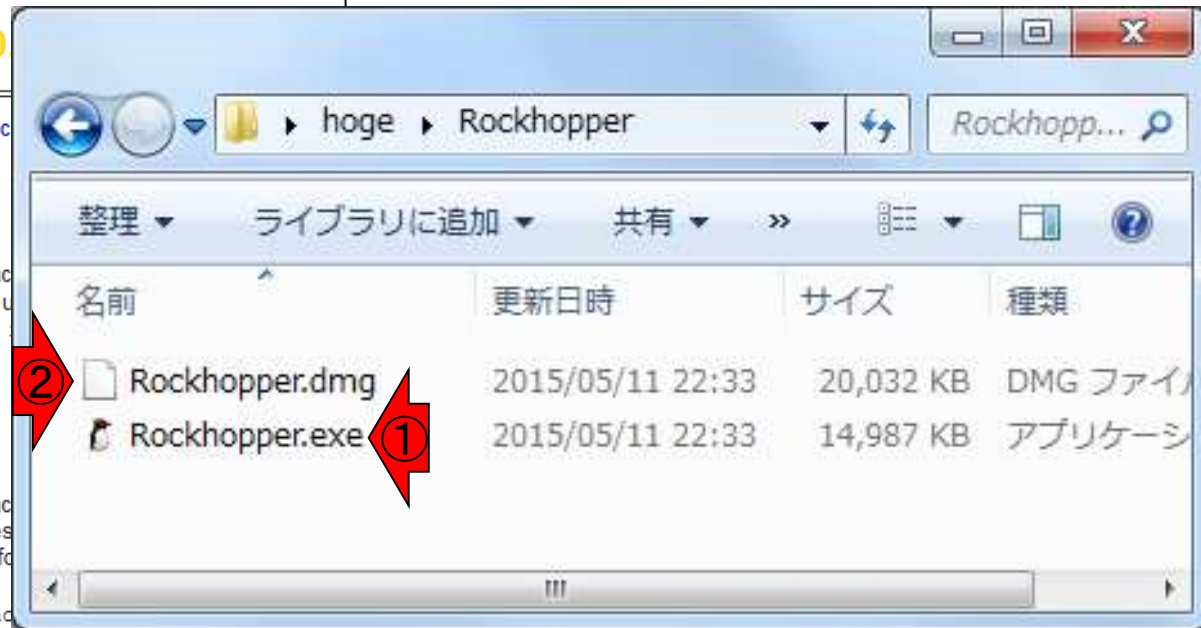 hoge Rockhopper Rockhopp...
整理 ライブラリに追加 共有 »
名前 更新日時 サイズ 種類
② Rockhopper.dmg 2015/05/11 22:33 20,032 KB DMG ファイ
Rockhopper.exe ① 2015/05/11 22:33 14,987 KB アプリケーシ